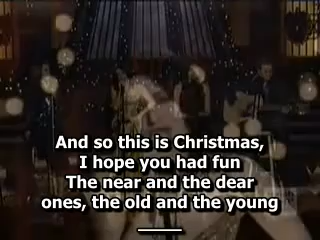 And so this is Christmas,
I hope you had fun
The near and the dear
ones, the old and the young